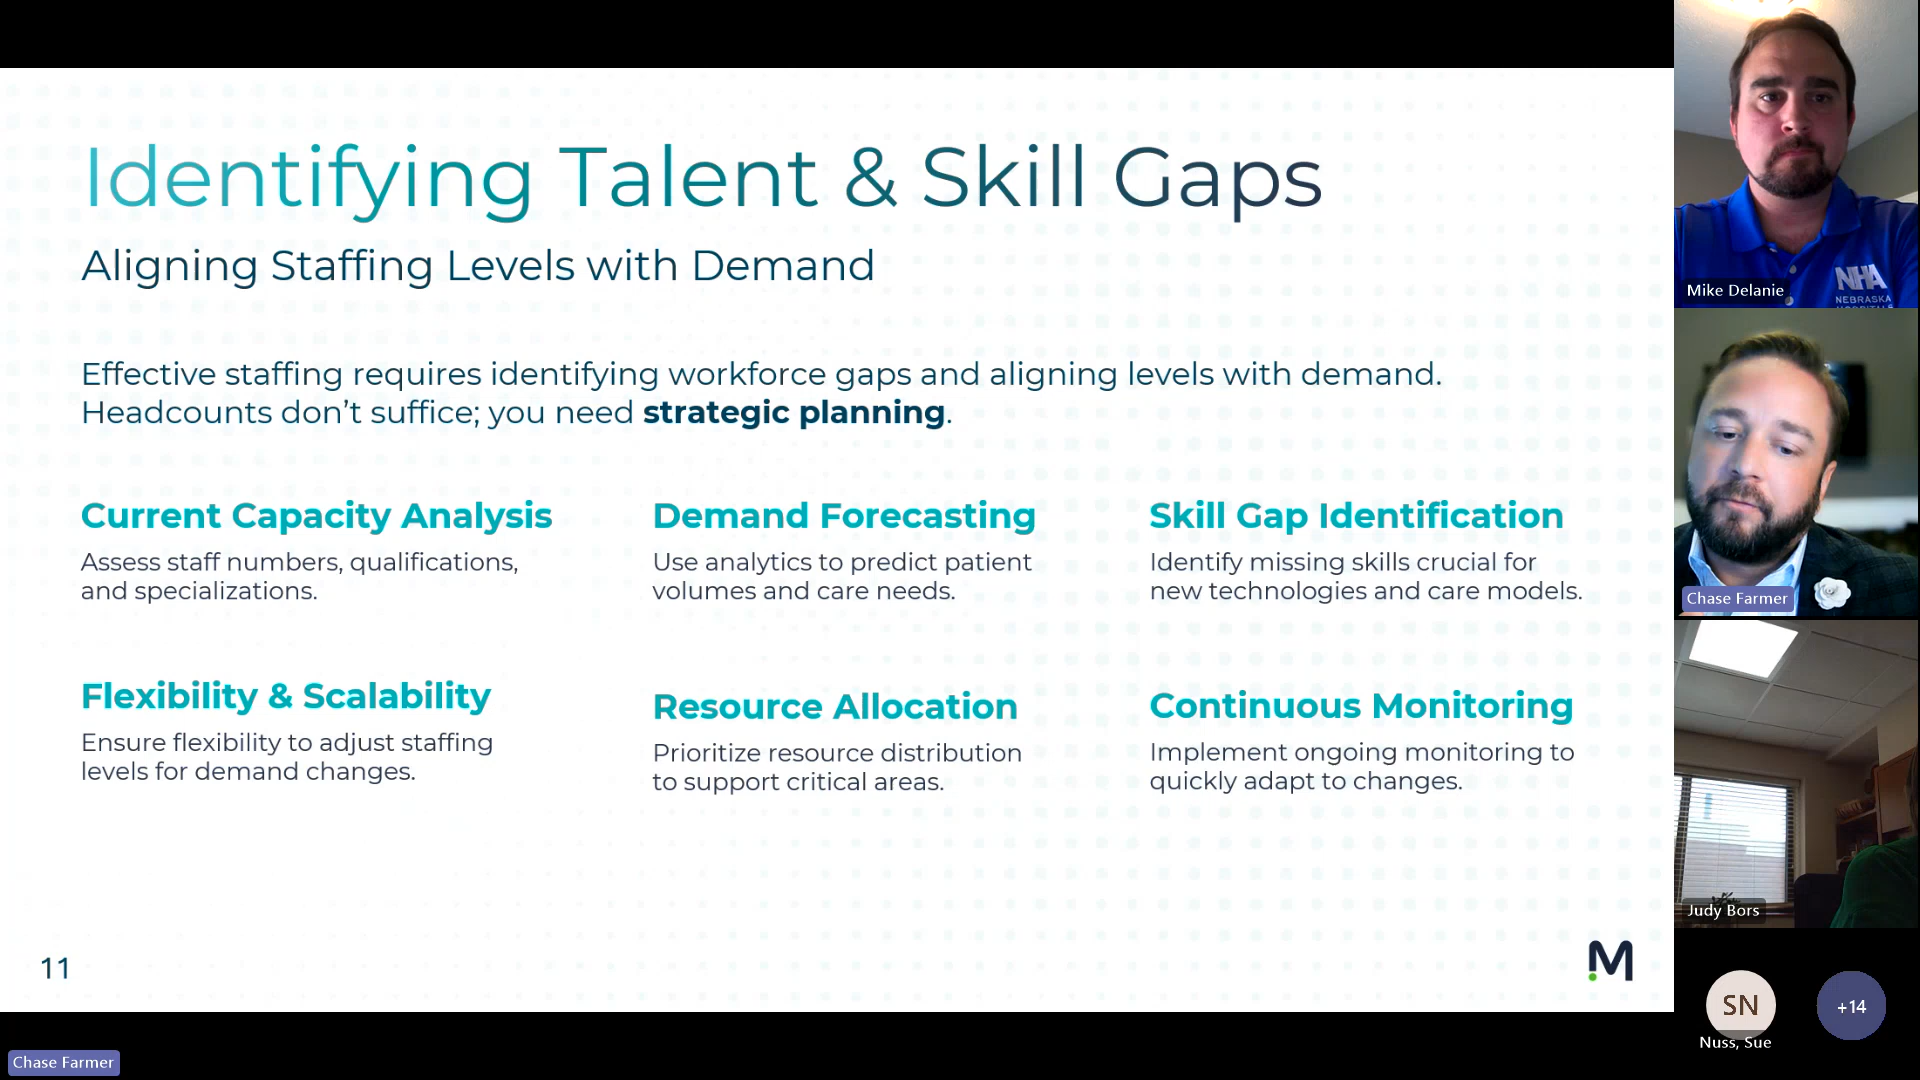 Identifying Talent & Skill Gaps
Aligning Staffing Levels with Demand
Effective staffing requires identifying workforce gaps and aligning levels with demand.
Headcounts don't suffice; you need strategic planning.
Current Capacity Analysis
Assess staff numbers, qualifications,
and specializations.
Demand Forecasting
Use analytics to predict patient
volumes and care needs.
Skill Gap Identification
Identify missing skills crucial for
new technologies and care models.
Flexibility & Scalability
Ensure flexibility to adjust staffing
levels for demand changes.
Resource Allocation
Prioritize resource distribution
to support critical areas.
Continuous Monitoring
Implement ongoing monitoring to
quickly adapt to changes.
11
M
Chase Farmer
NHA
NEBRASKA
Mike Delanie
Chase Farmer
Judy Bors
SN
Nuss, Sue
+14